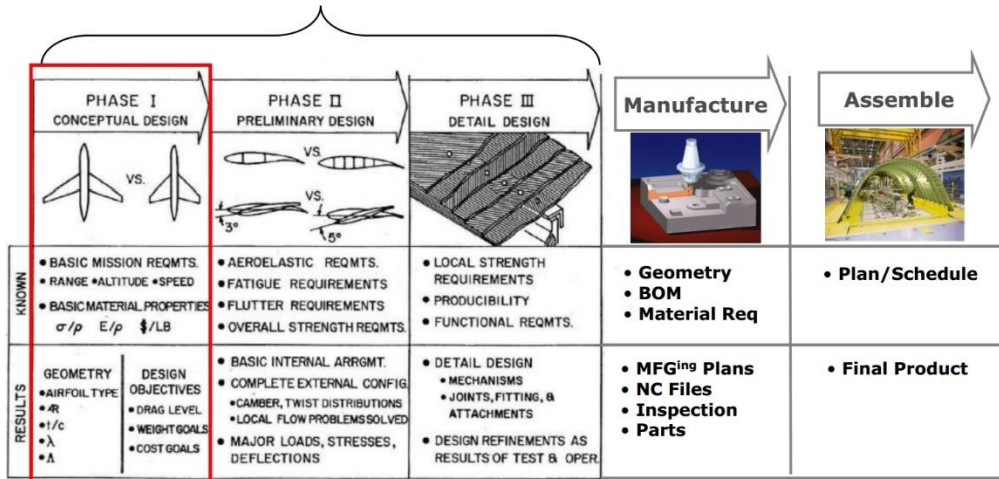 PHASE I
CONCEPTUAL DESIGN
PHASE II
PRELIMINARY DESIGN
PHASE III
DETAIL DESIGN
Manufacture
Assemble
VS.
VS.
VS.
3°
5°
KNOWN
• BASIC MISSION REQMTS.
• RANGE • ALTITUDE • SPEED
• BASIC MATERIAL PROPERTIES
σ/ρ E/ρ $/LB
• AEROELASTIC REQMTS.
• FATIGUE REQUIREMENTS
• FLUTTER REQUIREMENTS
• OVERALL STRENGTH REQMTS.
• LOCAL STRENGTH
REQUIREMENTS
• PRODUCIBILITY
• FUNCTIONAL REQMTS.
• Geometry
• BOM
• Material Req
• Plan/Schedule
RESULTS
GEOMETRY
• AIRFOIL TYPE
• AR
• t/c
• λ
• Λ
DESIGN
OBJECTIVES
• DRAG LEVEL
• WEIGHT GOALS
• COST GOALS
• BASIC INTERNAL ARRGMT.
• COMPLETE EXTERNAL CONFIG.
• CAMBER, TWIST DISTRIBUTIONS
• LOCAL FLOW PROBLEMS SOLVED
• MAJOR LOADS, STRESSES,
DEFLECTIONS
• DETAIL DESIGN
• MECHANISMS
• JOINTS, FITTING, &
ATTACHMENTS
• DESIGN REFINEMENTS AS
RESULTS OF TEST & OPER.
• MFGing Plans
• NC Files
• Inspection
• Parts
• Final Product